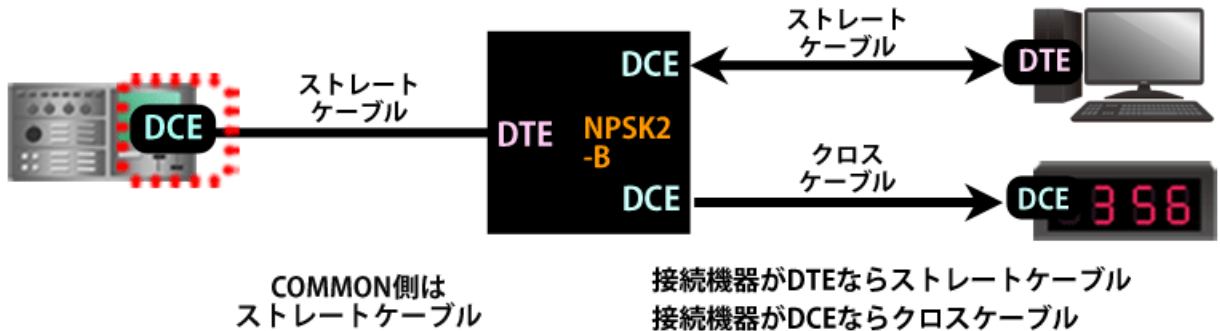 ストレート
ケーブル
DCE
DTE
NPSK2
-B
DCE
DCE
ストレート
ケーブル
DTE
クロス
ケーブル
DCE
356
COMMON側は
ストレートケーブル
接続機器がDTEならストレートケーブル
接続機器がDCEならクロスケーブル